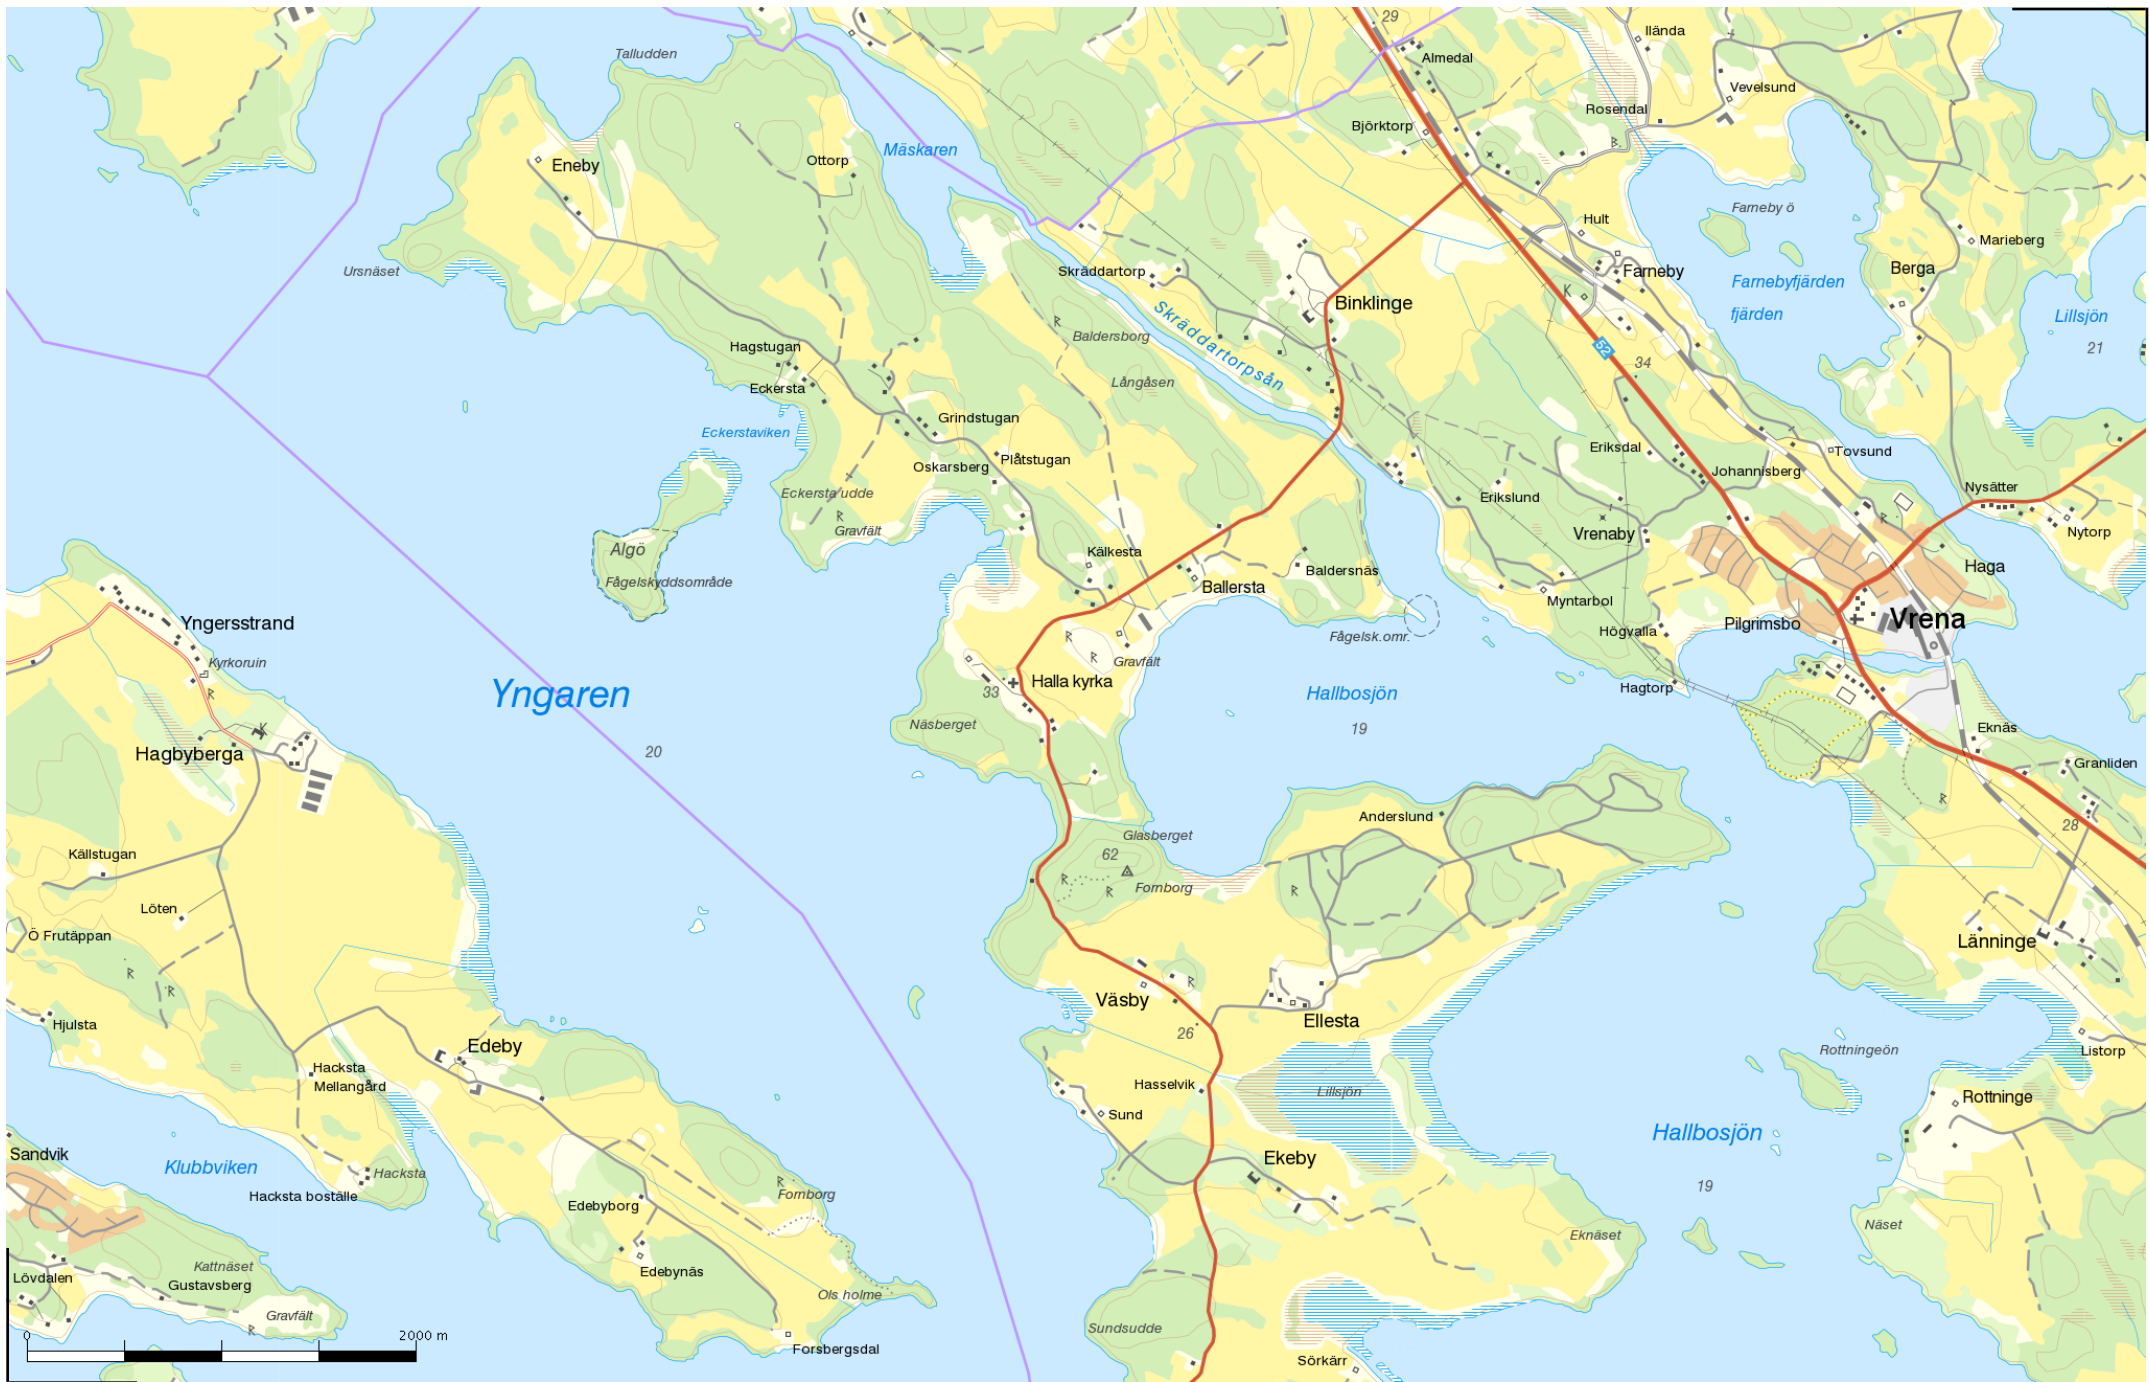 29
Ilända
Talludden
Almedal
Vevelsund
Rosendal
Björktorp
Mäskaren
Ottorp
Eneby
Farneby ö
Hult
Marieberg
Ursnäset
Skräddartorp
Farneby
Berga
Farnebyfjärden
fjärden
K
Binklinge
Skräddartorpsån
Lillsjön
21
R
Baldersborg
Hagstugan
52
34
Långåsen
Eckersta
Grindstugan
Eckerstaviken
Eriksdal
Tovsund
Oskarsberg
Plåtstugan
Johannisberg
Nysätter
Eckersta udde
Erikslund
R
Gravfält
R
Vrenaby
Nytorp
Algö
Kälkesta
Haga
Baldersnäs
Fågelskyddsområde
Ballersta
Myntarbol
Yngersstrand
Vrena
Pilgrimsbo
Högvalla
Fågelsk.omr.
R
Kyrkoruin
R
Gravfält
Halla kyrka
33
R
Yngaren
Hallbosjön
Hagtorp
Näsberget
19
Eknäs
K
Hagbyberga
20
Granliden
R
Anderslund
28
Glasberget
62
Källstugan
R
R
Fornborg
R
Löten
Ö Frutäppan
Länninge
R
R
R
Väsby
Ellesta
Hjulsta
26
Edeby
Rottningeön
Listorp
Hacksta
Mellangård
Hasselvik
Lillsjön
Rottninge
Sund
Hallbosjön
Sandvik
Klubbviken
Ekeby
Hacksta
R
Hacksta boställe
Fornborg
19
Edebyborg
Näset
Eknäset
Kattnäset
Edebynäs
Lövdalen
Gustavsberg
Ols holme
Gravfält
R
Sundsudde
0
2000 m
Forsbergsdal
Sörkärr